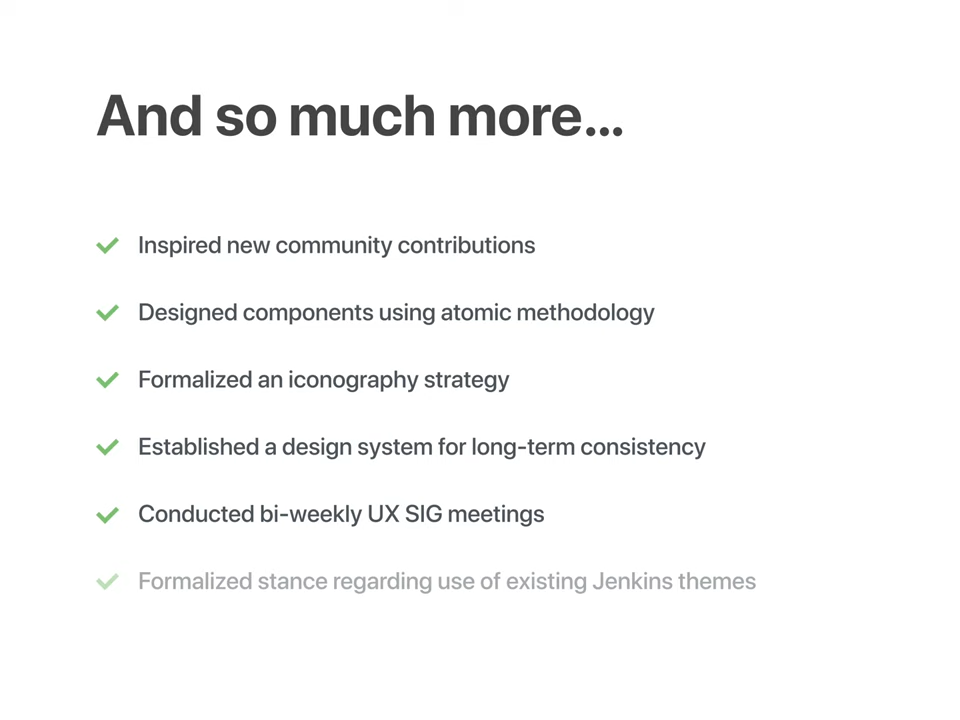 And so much more...
Inspired new community contributions
Designed components using atomic methodology
Formalized an iconography strategy
Established a design system for long-term consistency
Conducted bi-weekly UX SIG meetings
Formalized stance regarding use of existing Jenkins themes